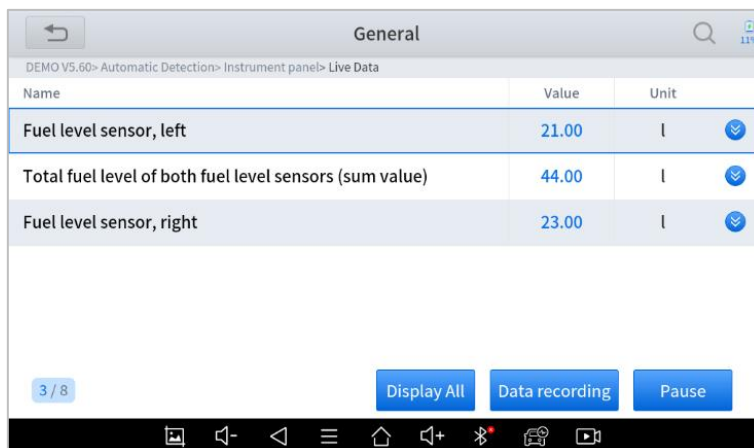 General
11%
DEMO V5.60> Automatic Detection> Instrument panel> Live Data
Name Value Unit
Fuel level sensor, left 21.00 l
Total fuel level of both fuel level sensors (sum value) 44.00 l
Fuel level sensor, right 23.00 l
3 / 8 Display All Data recording Pause